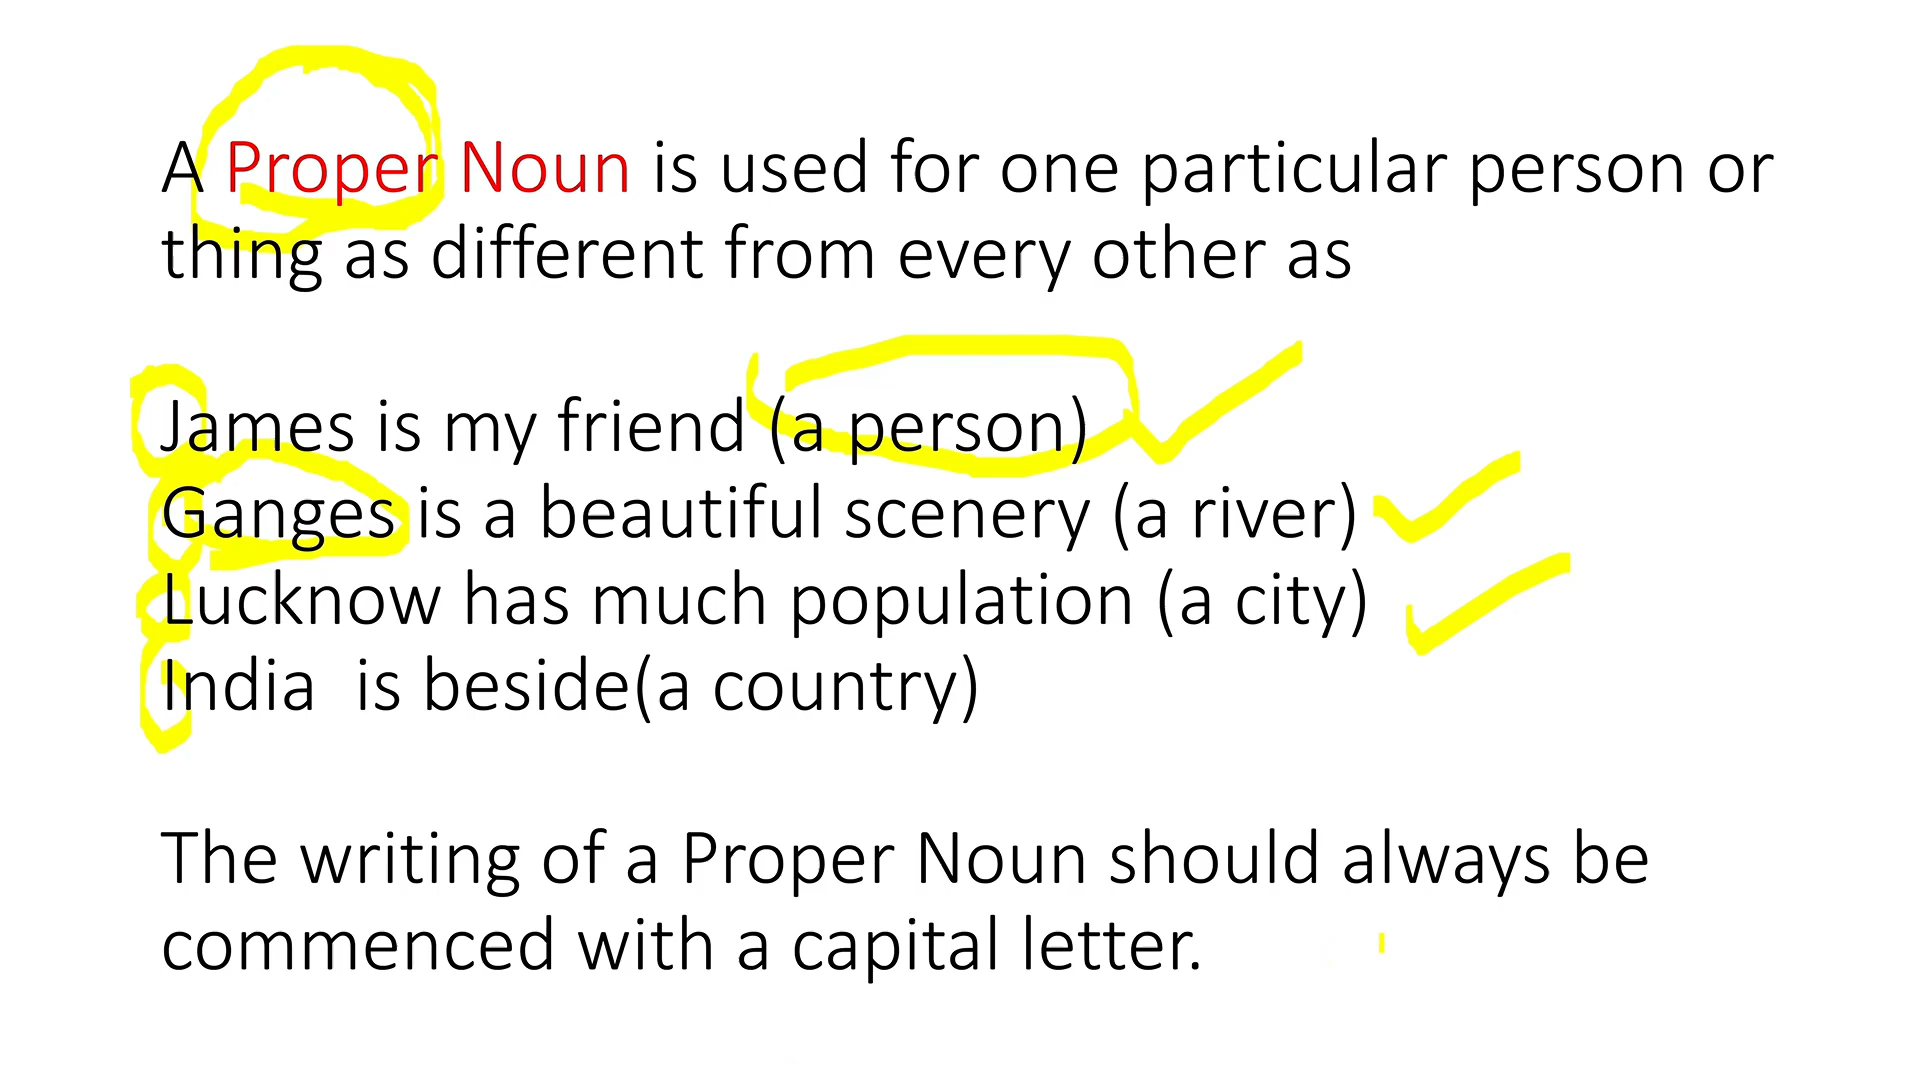 A Proper Noun is used for one particular person or
thing as different from every other as
James is my friend (a person)
Ganges is a beautiful scenery (a river)
Lucknow has much population (a city)
India  is beside(a country)
The writing of a Proper Noun should always be
commenced with a capital letter.